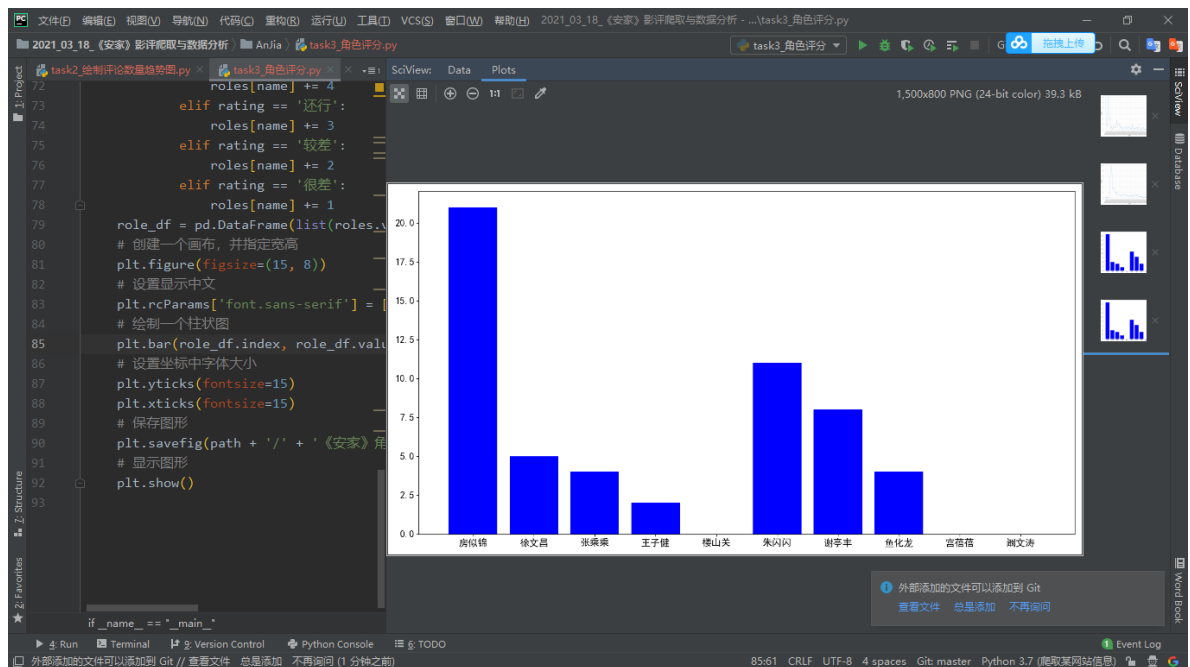 文件(F) 编辑(E) 视图(V) 导航(N) 代码(C) 重构(R) 运行(U) 工具(T) VCS(S) 窗口(W) 帮助(H) 2021_03_18_《安家》影评爬取与数据分析 - ...\task3_角色评分.py
2021_03_18_《安家》影评爬取与数据分析 AnJia task3_角色评分.py task3_角色评分 G 拖拽上传
task2_绘制评论数量趋势图.py task3_角色评分.py SciView: Data Plots
1: Project
1:1 1,500x800 PNG (24-bit color) 39.3 kB
SciView
Database
72 roles[name] += 4
73 elif rating == '还行':
74 roles[name] += 3
75 elif rating == '较差':
76 roles[name] += 2
77 elif rating == '很差':
78 roles[name] += 1
79 role_df = pd.DataFrame(list(roles.v
80 # 创建一个画布，并指定宽高
81 plt.figure(figsize=(15, 8))
82 # 设置显示中文
83 plt.rcParams['font.sans-serif'] = [
84 # 绘制一个柱状图
85 plt.bar(role_df.index, role_df.valu
86 # 设置坐标中字体大小
87 plt.yticks(fontsize=15)
88 plt.xticks(fontsize=15)
89 # 保存图形
90 plt.savefig(path + '/' + '《安家》角
91 # 显示图形
92 plt.show()
93
20.0
17.5
15.0
12.5
10.0
7.5
5.0
2.5
0.0
房似锦 徐文昌 张乘乘 王子健 楼山关 朱闪闪 谢亭丰 鱼化龙 宫蓓蓓 阚文涛
7: Structure
2: Favorites
Word Book
外部添加的文件可以添加到 Git
查看文件 总是添加 不再询问
if __name__ == "__main__"
4: Run Terminal 9: Version Control Python Console 6: TODO 1 Event Log
外部添加的文件可以添加到 Git // 查看文件 总是添加 不再询问 (1 分钟之前) 85:61 CRLF UTF-8 4 spaces Git: master Python 3.7 (爬取某网站信息)